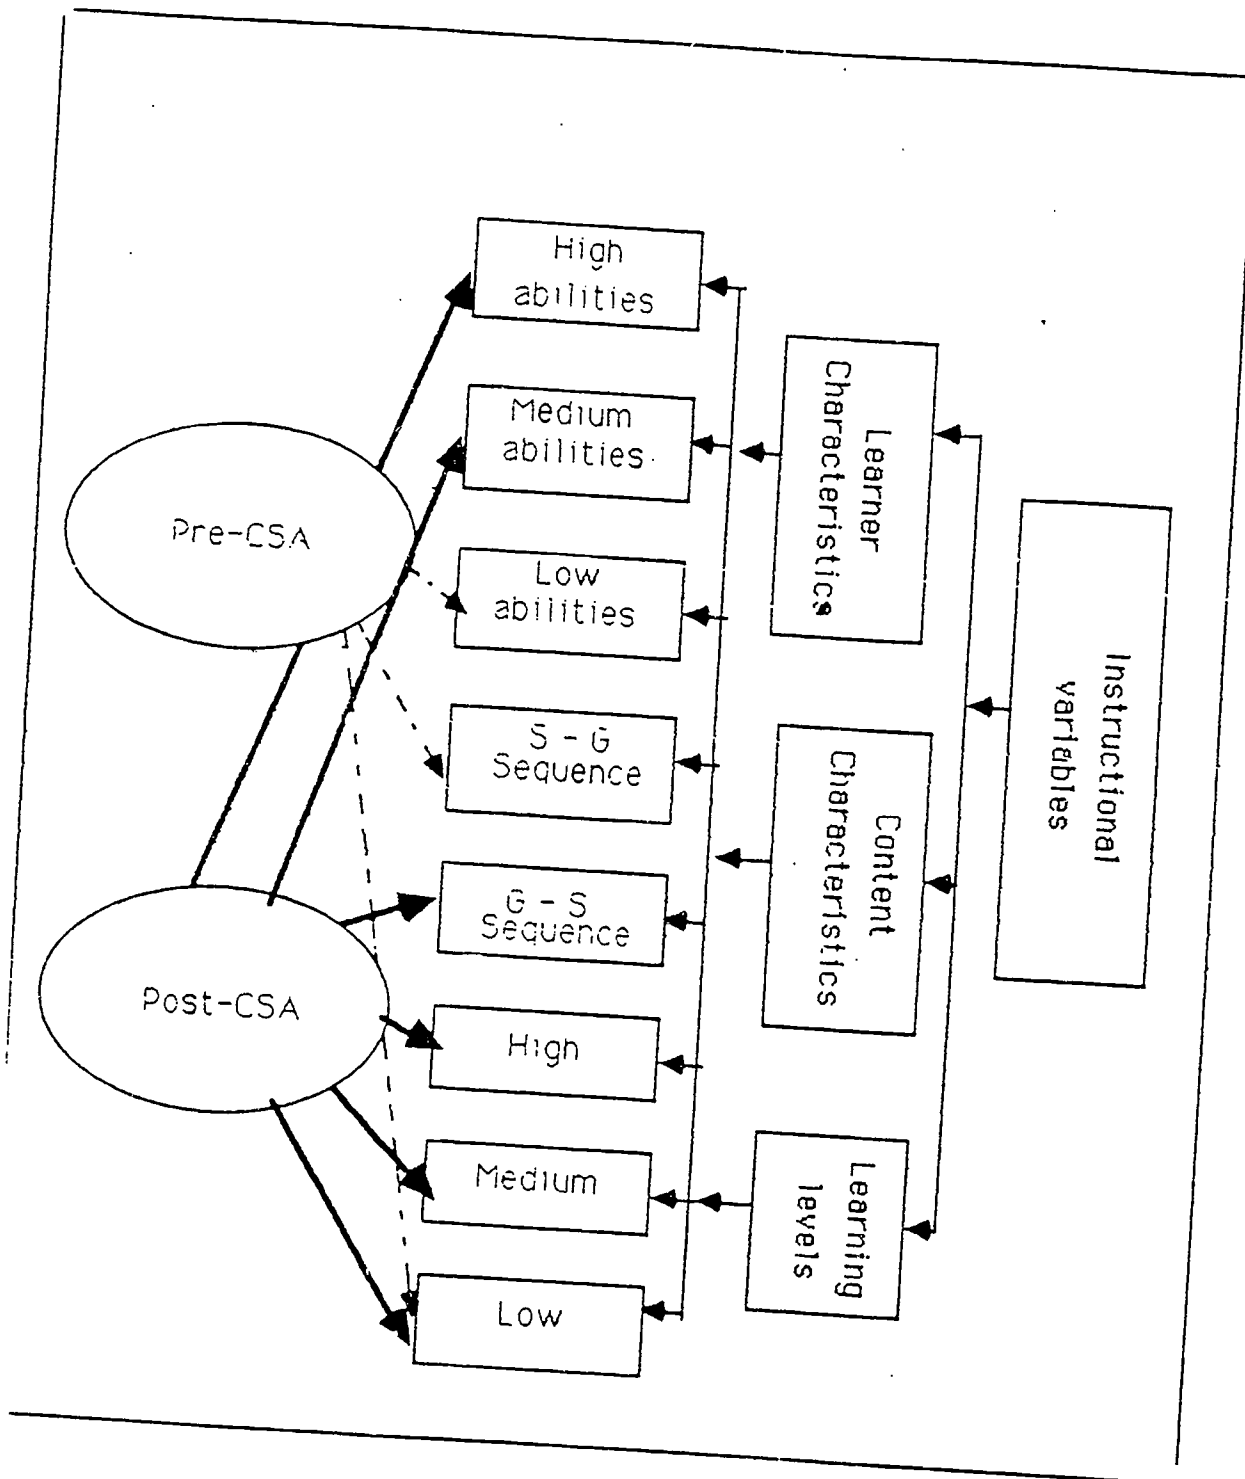 Instructional
variables
Learner
Characteristics
Content
Characteristics
Learning
levels
High
abilities
Medium
abilities
Low
abilities
S - G
Sequence
G - S
Sequence
High
Medium
Low
Pre-CSA
Post-CSA